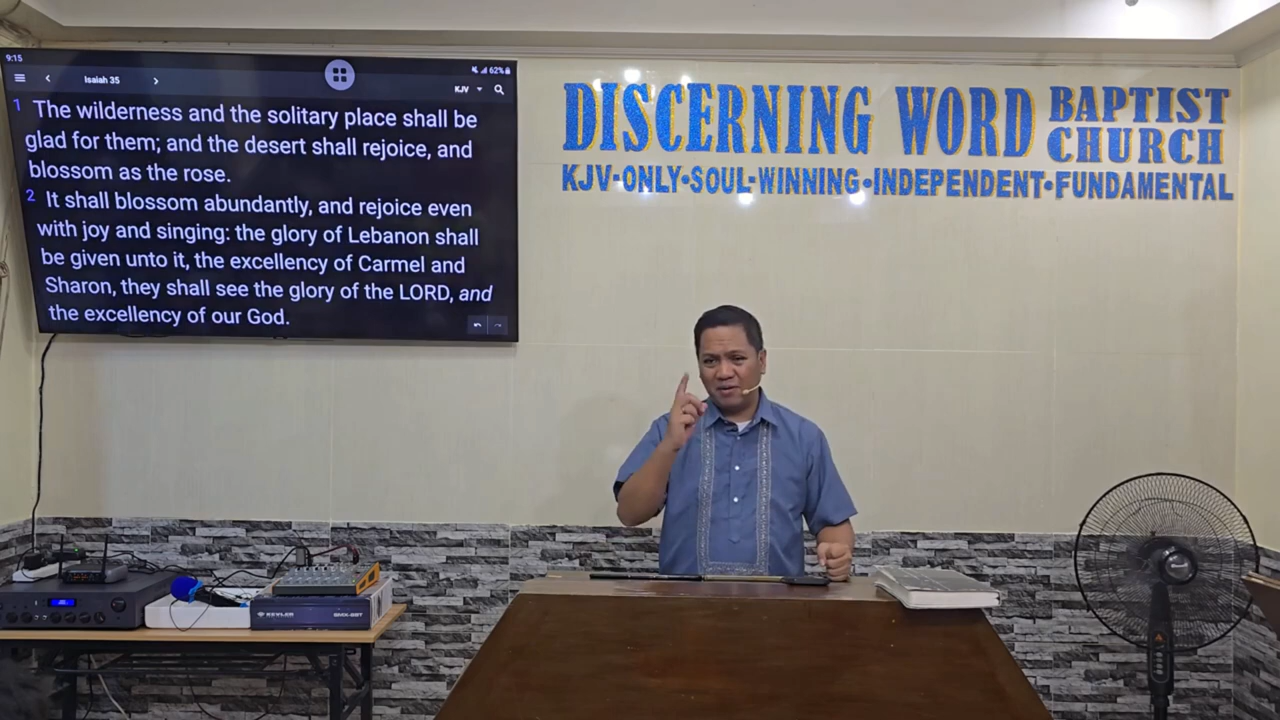 9:15
62%
Isaiah 35
KJV
1 The wilderness and the solitary place shall be
glad for them; and the desert shall rejoice, and
blossom as the rose.
2 It shall blossom abundantly, and rejoice even
with joy and singing: the glory of Lebanon shall
be given unto it, the excellency of Carmel and
Sharon, they shall see the glory of the LORD, and
the excellency of our God.
DISCERNING WORD BAPTIST
CHURCH
KJV-ONLY•SOUL-WINNING•INDEPENDENT•FUNDAMENTAL
KEVLER